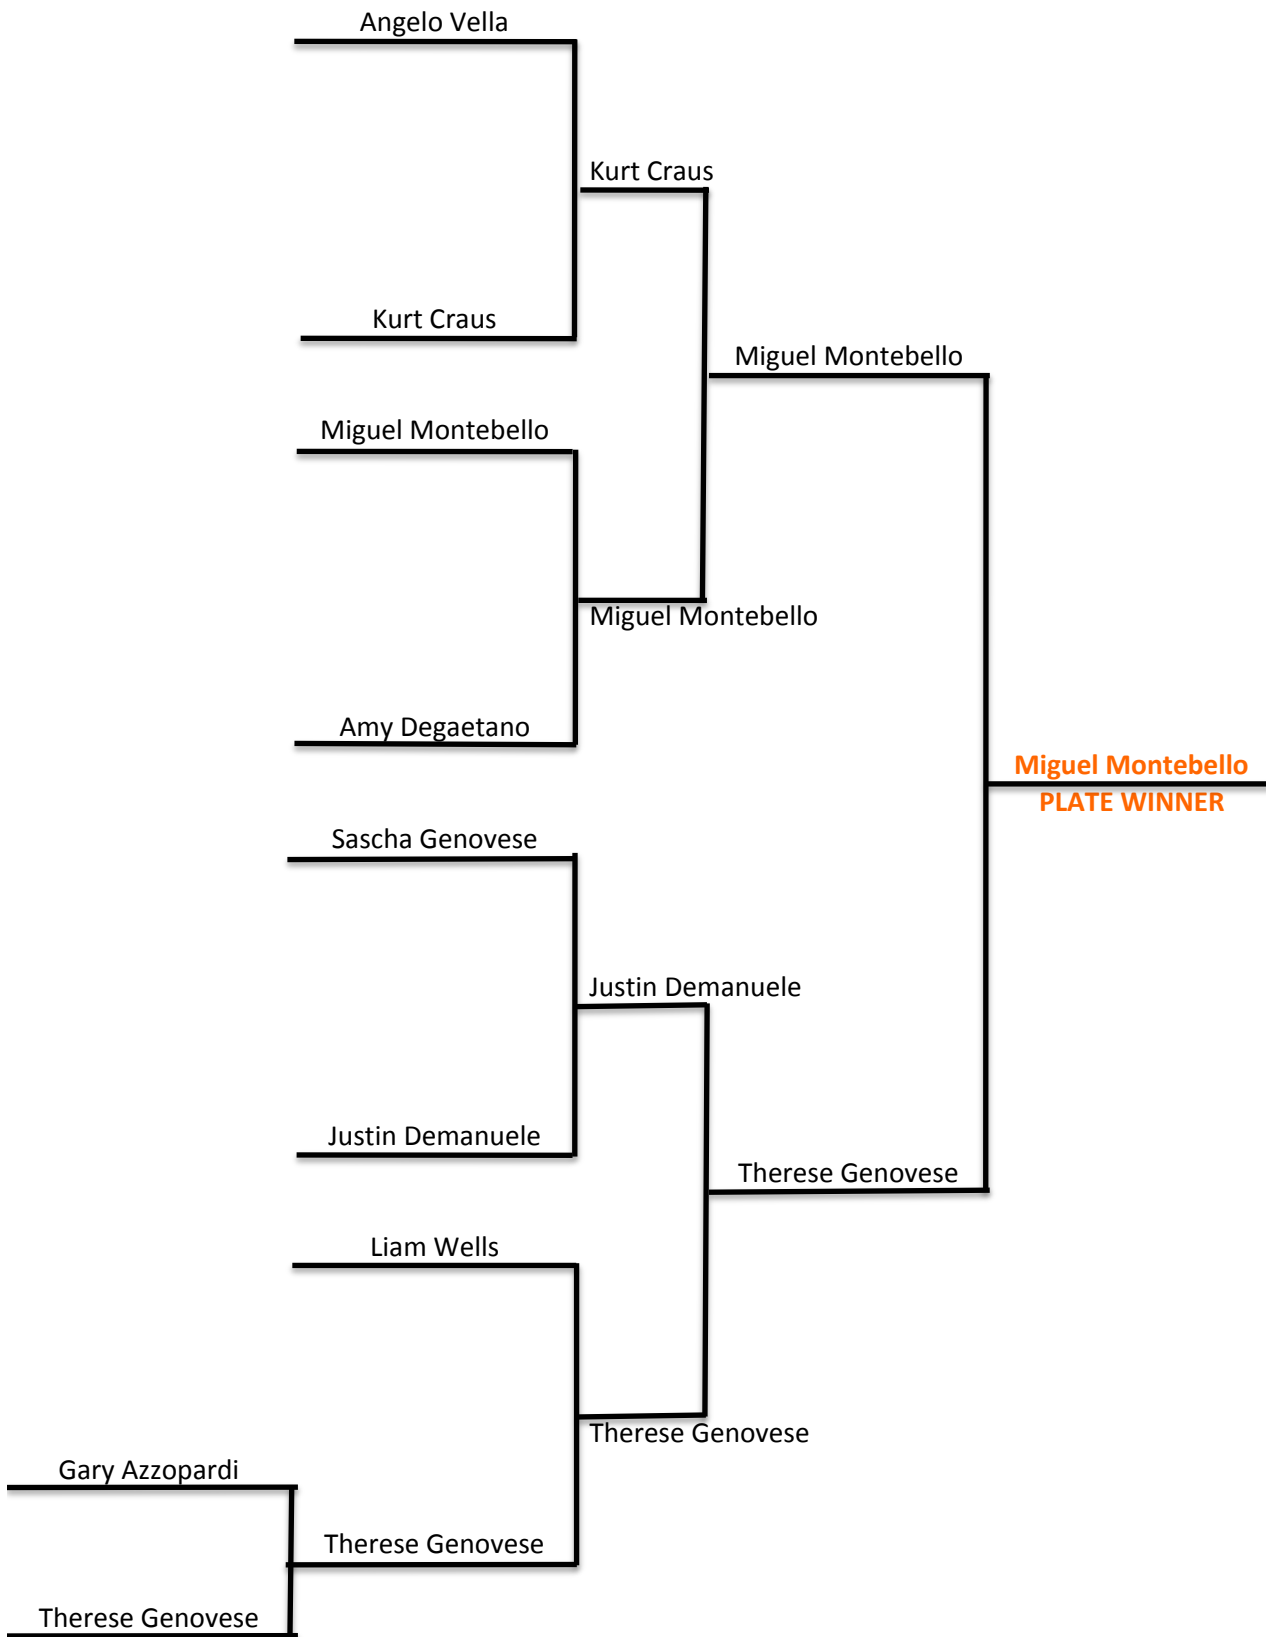 Angelo Vella
Kurt Craus
Kurt Craus
Miguel Montebello
Miguel Montebello
Miguel Montebello
Amy Degaetano
Miguel Montebello
PLATE WINNER
Sascha Genovese
Justin Demanuele
Justin Demanuele
Therese Genovese
Liam Wells
Therese Genovese
Gary Azzopardi
Therese Genovese
Therese Genovese